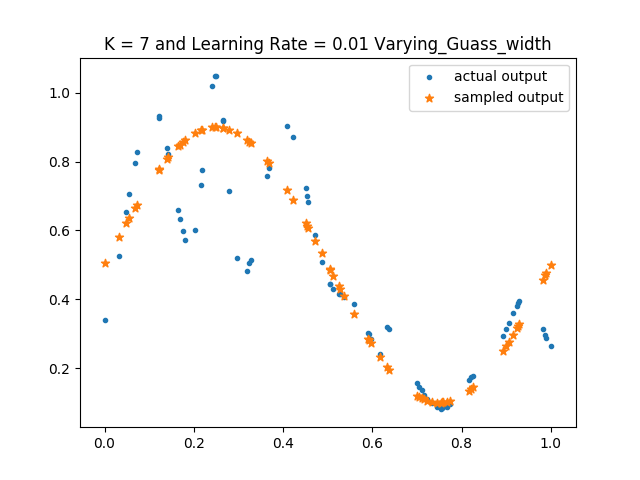 K = 7 and Learning Rate = 0.01 Varying_Guass_width
actual output
sampled output
1.0
0.8
0.6
0.4
0.2
0.0 0.2 0.4 0.6 0.8 1.0